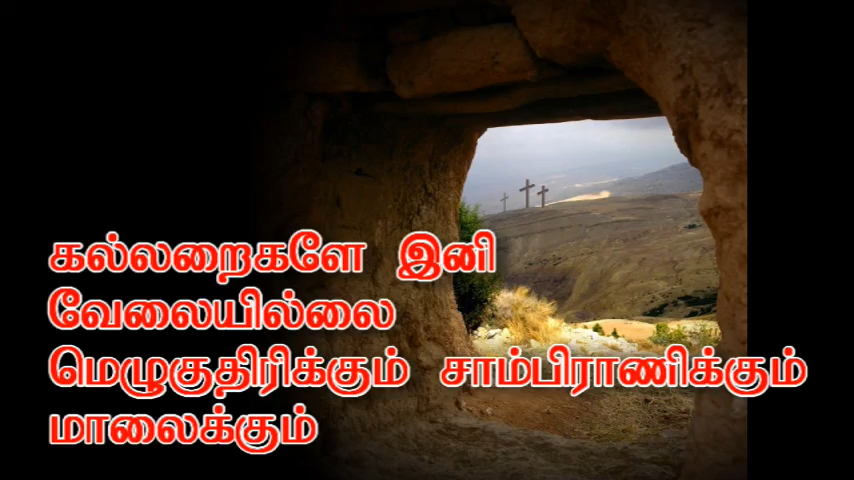 கல்லறைகளே இனி
வேலையில்லை
மெழுகுதிரிக்கும் சாம்பிராணிக்கும்
மாலைக்கும்